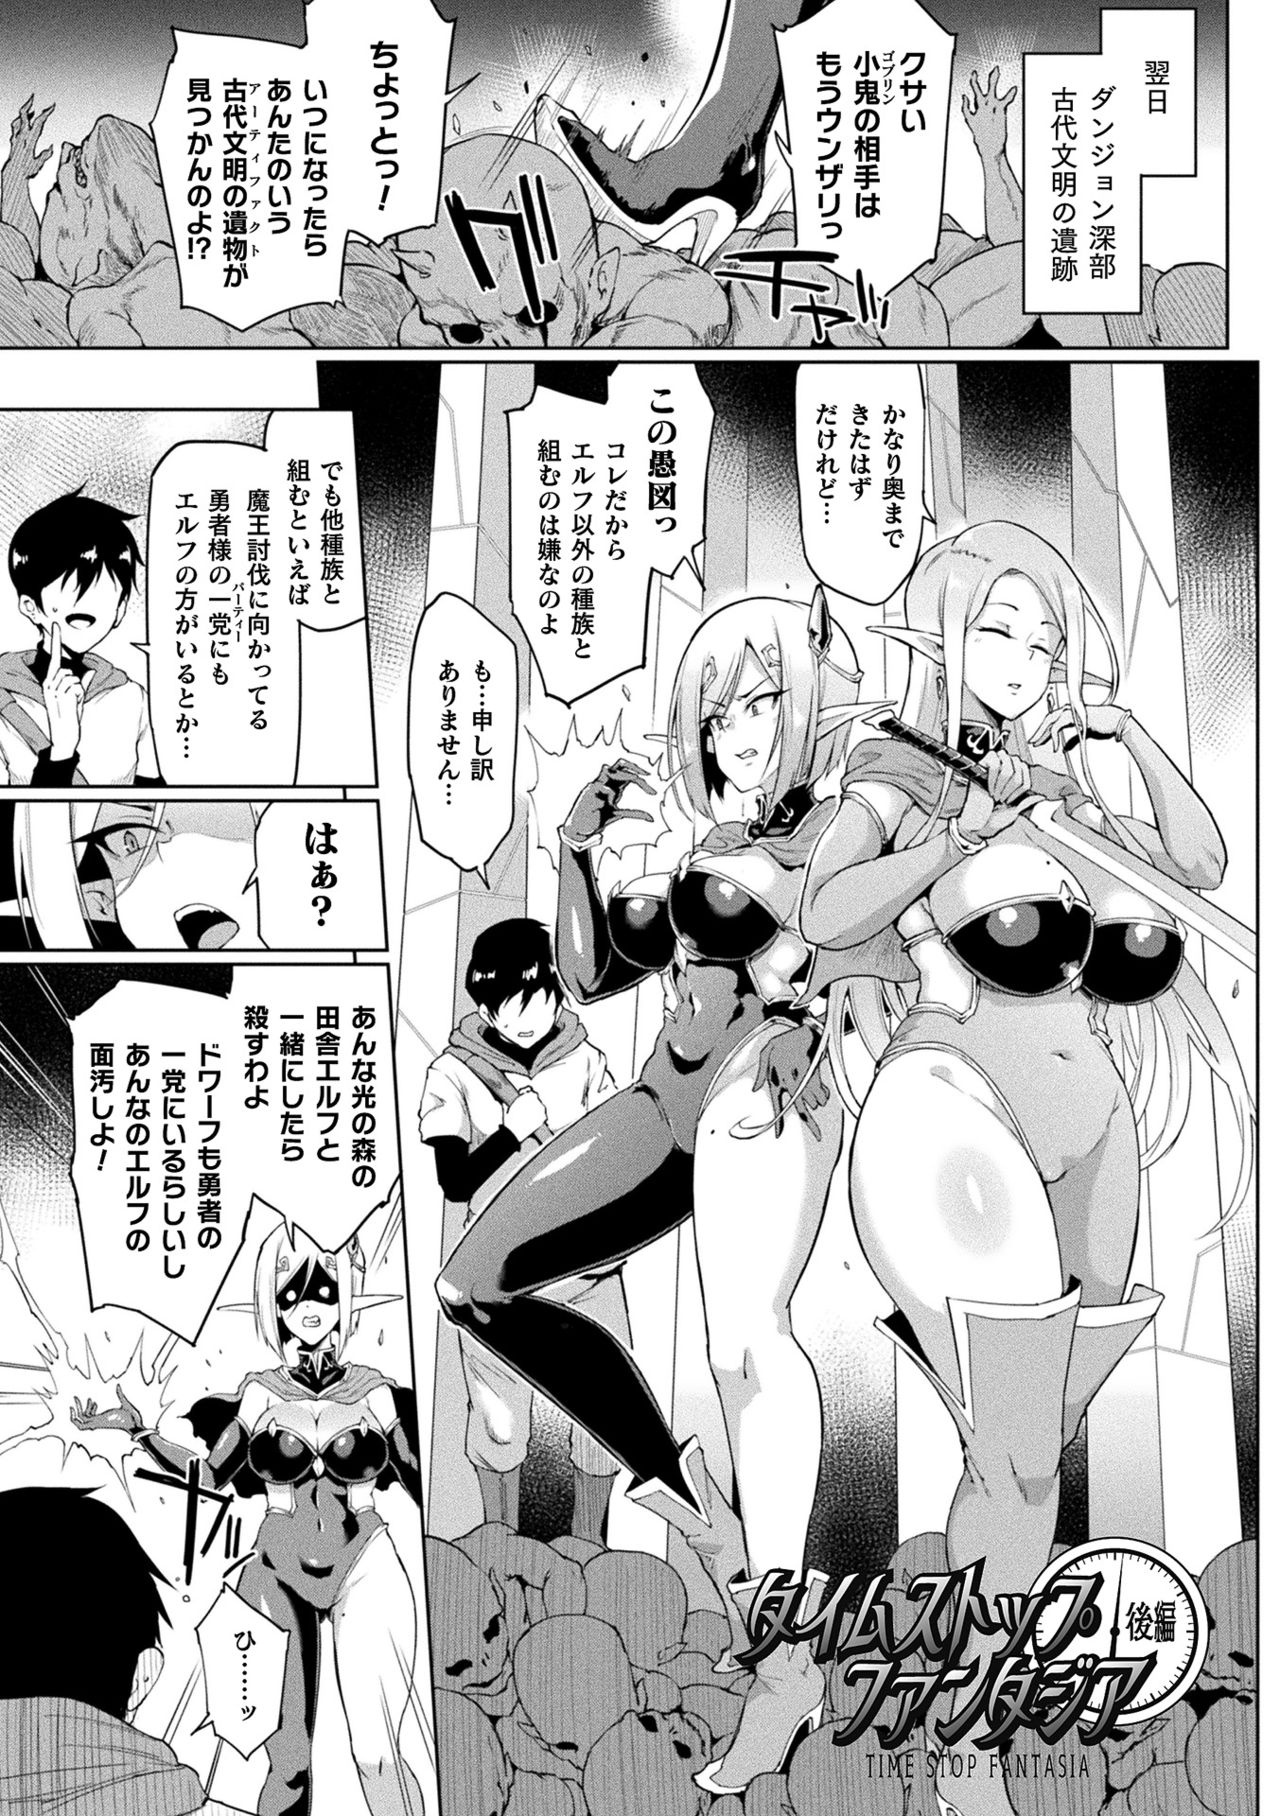 翌日
ダンジョン深部
古代文明の遺跡
クサい
小鬼の相手は
ゴブリン
もうウンザリっ
ちょっとっ！
いつになったら
あんたのいう
古代文明の遺物が
アーティファクト
見つかんのよ!?
ギャッ
グギ
かなり奥まで
きたはず
だけれど…
この愚図っ
コレだから
エルフ以外の種族と
組むのは嫌なのよ
も…申し訳
ありません…
でも他種族と
組むといえば
魔王討伐に向かってる
勇者様の一党にも
パーティー
エルフの方がいるとか…
はぁ？
あんな光の森の
田舎エルフと
一緒にしたら
殺すわよ
ドワーフも勇者の
一党にいるらしいし
あんなのエルフの
面汚しよ！
ガガガ
ひ……ッ
タイムストップ
ファンタジア
後編
TIME STOP FANTASIA